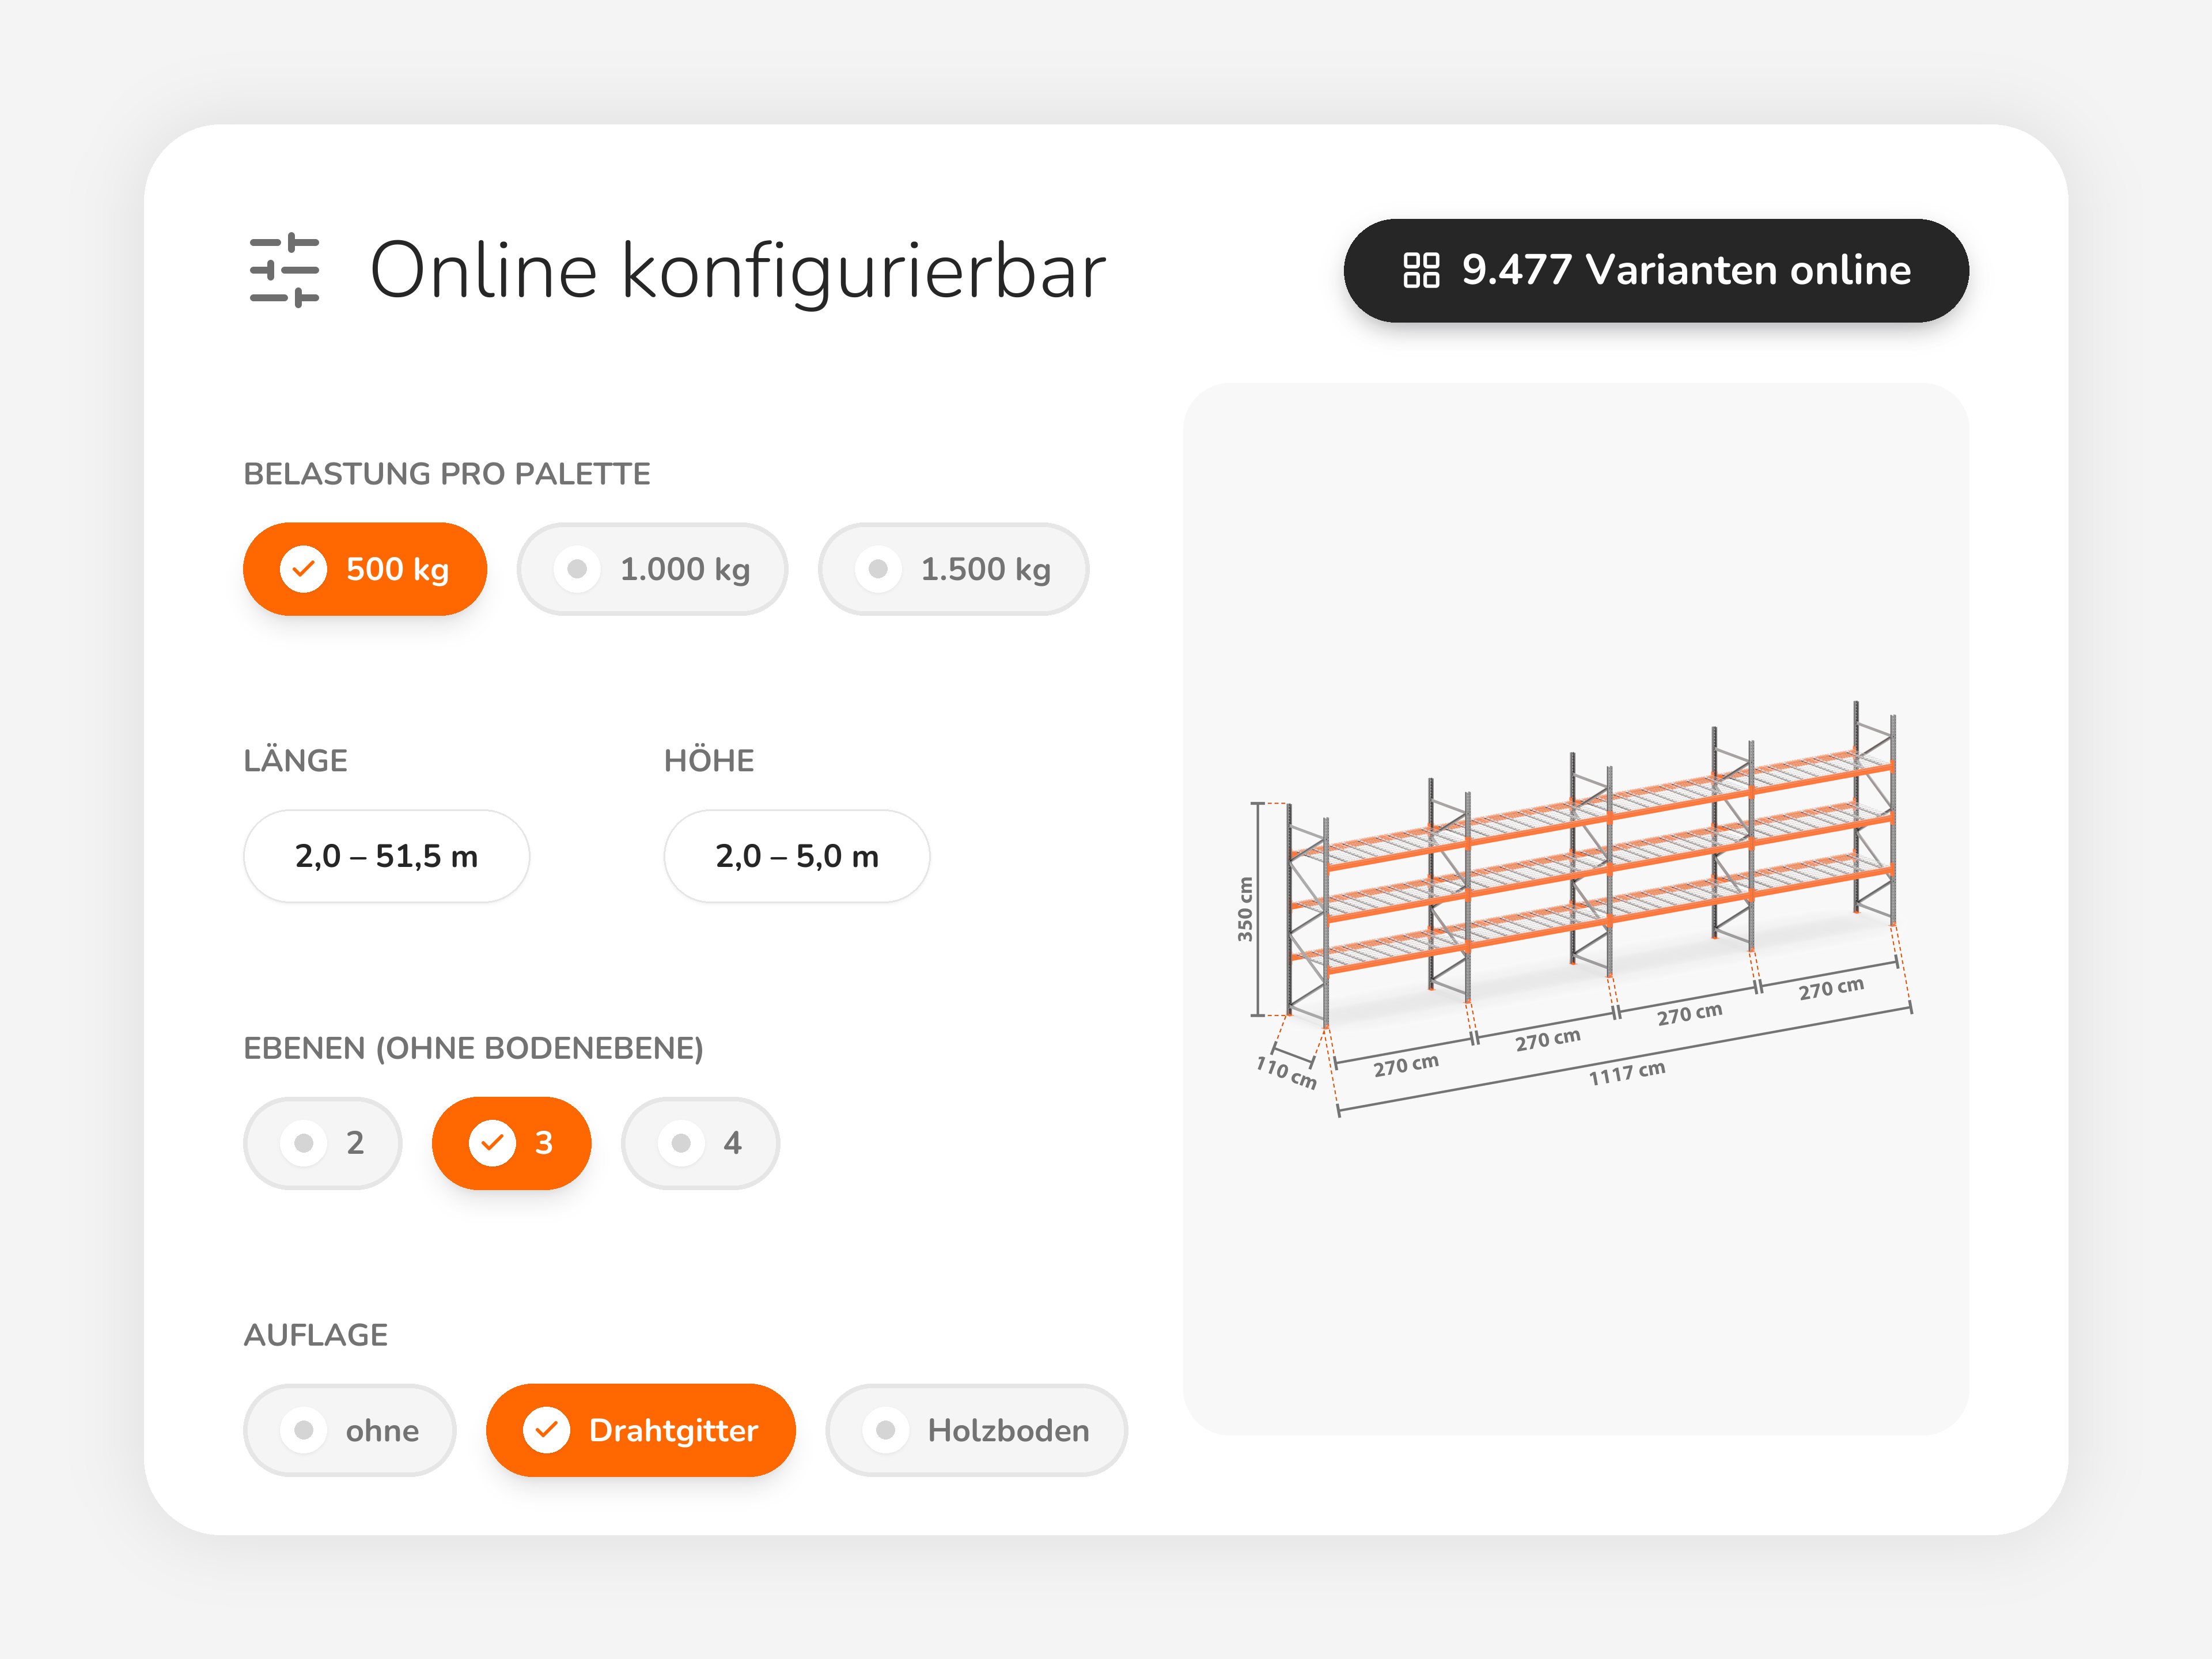 Online konfigurierbar
9.477 Varianten online
BELASTUNG PRO PALETTE
500 kg
1.000 kg
1.500 kg
LÄNGE
HÖHE
2,0 – 51,5 m
2,0 – 5,0 m
EBENEN (OHNE BODENEBENE)
2
3
4
AUFLAGE
ohne
Drahtgitter
Holzboden
350 cm
110 cm
270 cm
270 cm
270 cm
270 cm
1117 cm